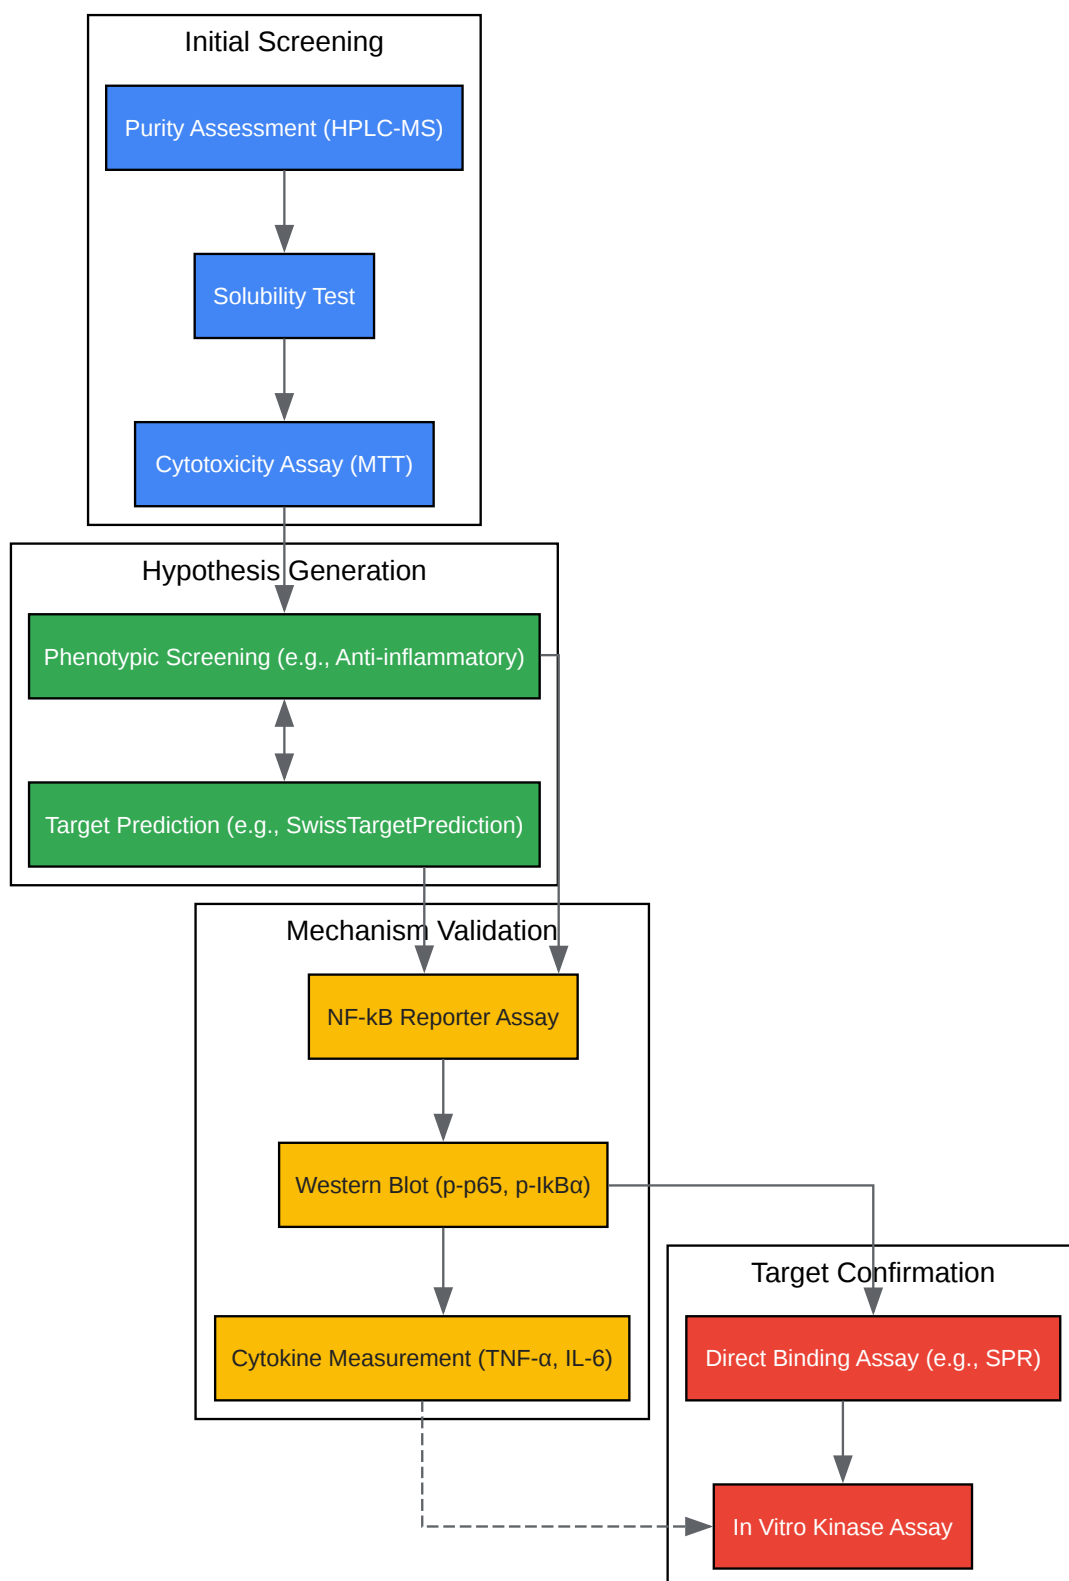 Initial Screening
Purity Assessment (HPLC-MS)
Solubility Test
Cytotoxicity Assay (MTT)
Hypothesis Generation
Phenotypic Screening (e.g., Anti-inflammatory)
Target Prediction (e.g., SwissTargetPrediction)
Mechanism Validation
NF-kB Reporter Assay
Western Blot (p-p65, p-IkBα)
Cytokine Measurement (TNF-α, IL-6)
Target Confirmation
Direct Binding Assay (e.g., SPR)
In Vitro Kinase Assay